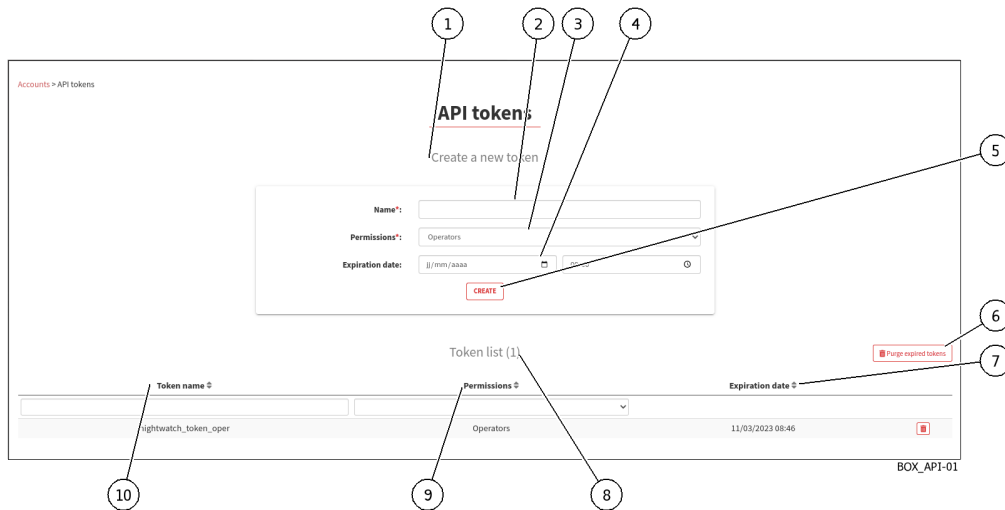 1 2 3 4
Accounts > API tokens
API tokens
Create a new token
5
Name*:
Permissions*: Operators
Expiration date: jj/mm/aaaa
CREATE
6
Token list (1)
Purge expired tokens
7
Token name Permissions Expiration date
nightwatch_token_oper Operators 11/03/2023 08:46
BOX_API-01
10 9 8